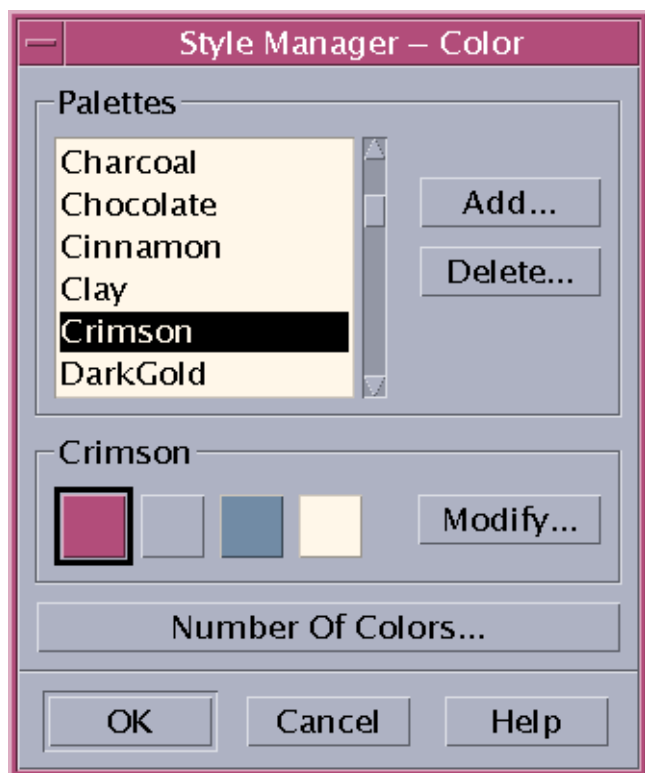 Style Manager – Color
Palettes
Charcoal
Chocolate
Cinnamon
Clay
Crimson
DarkGold
Add...
Delete...
Crimson
Modify...
Number Of Colors...
OK
Cancel
Help